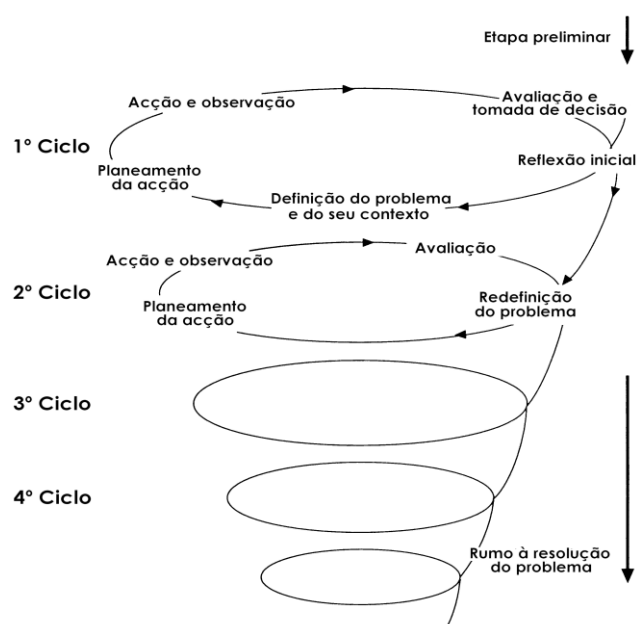 Etapa preliminar
Acção e observação
Avaliação e
tomada de decisão
1º Ciclo
Reflexão inicial
Planeamento
da acção
Definição do problema
e do seu contexto
Acção e observação
Avaliação
2º Ciclo
Planeamento
da acção
Redefinição
do problema
3º Ciclo
4º Ciclo
Rumo à resolução
do problema